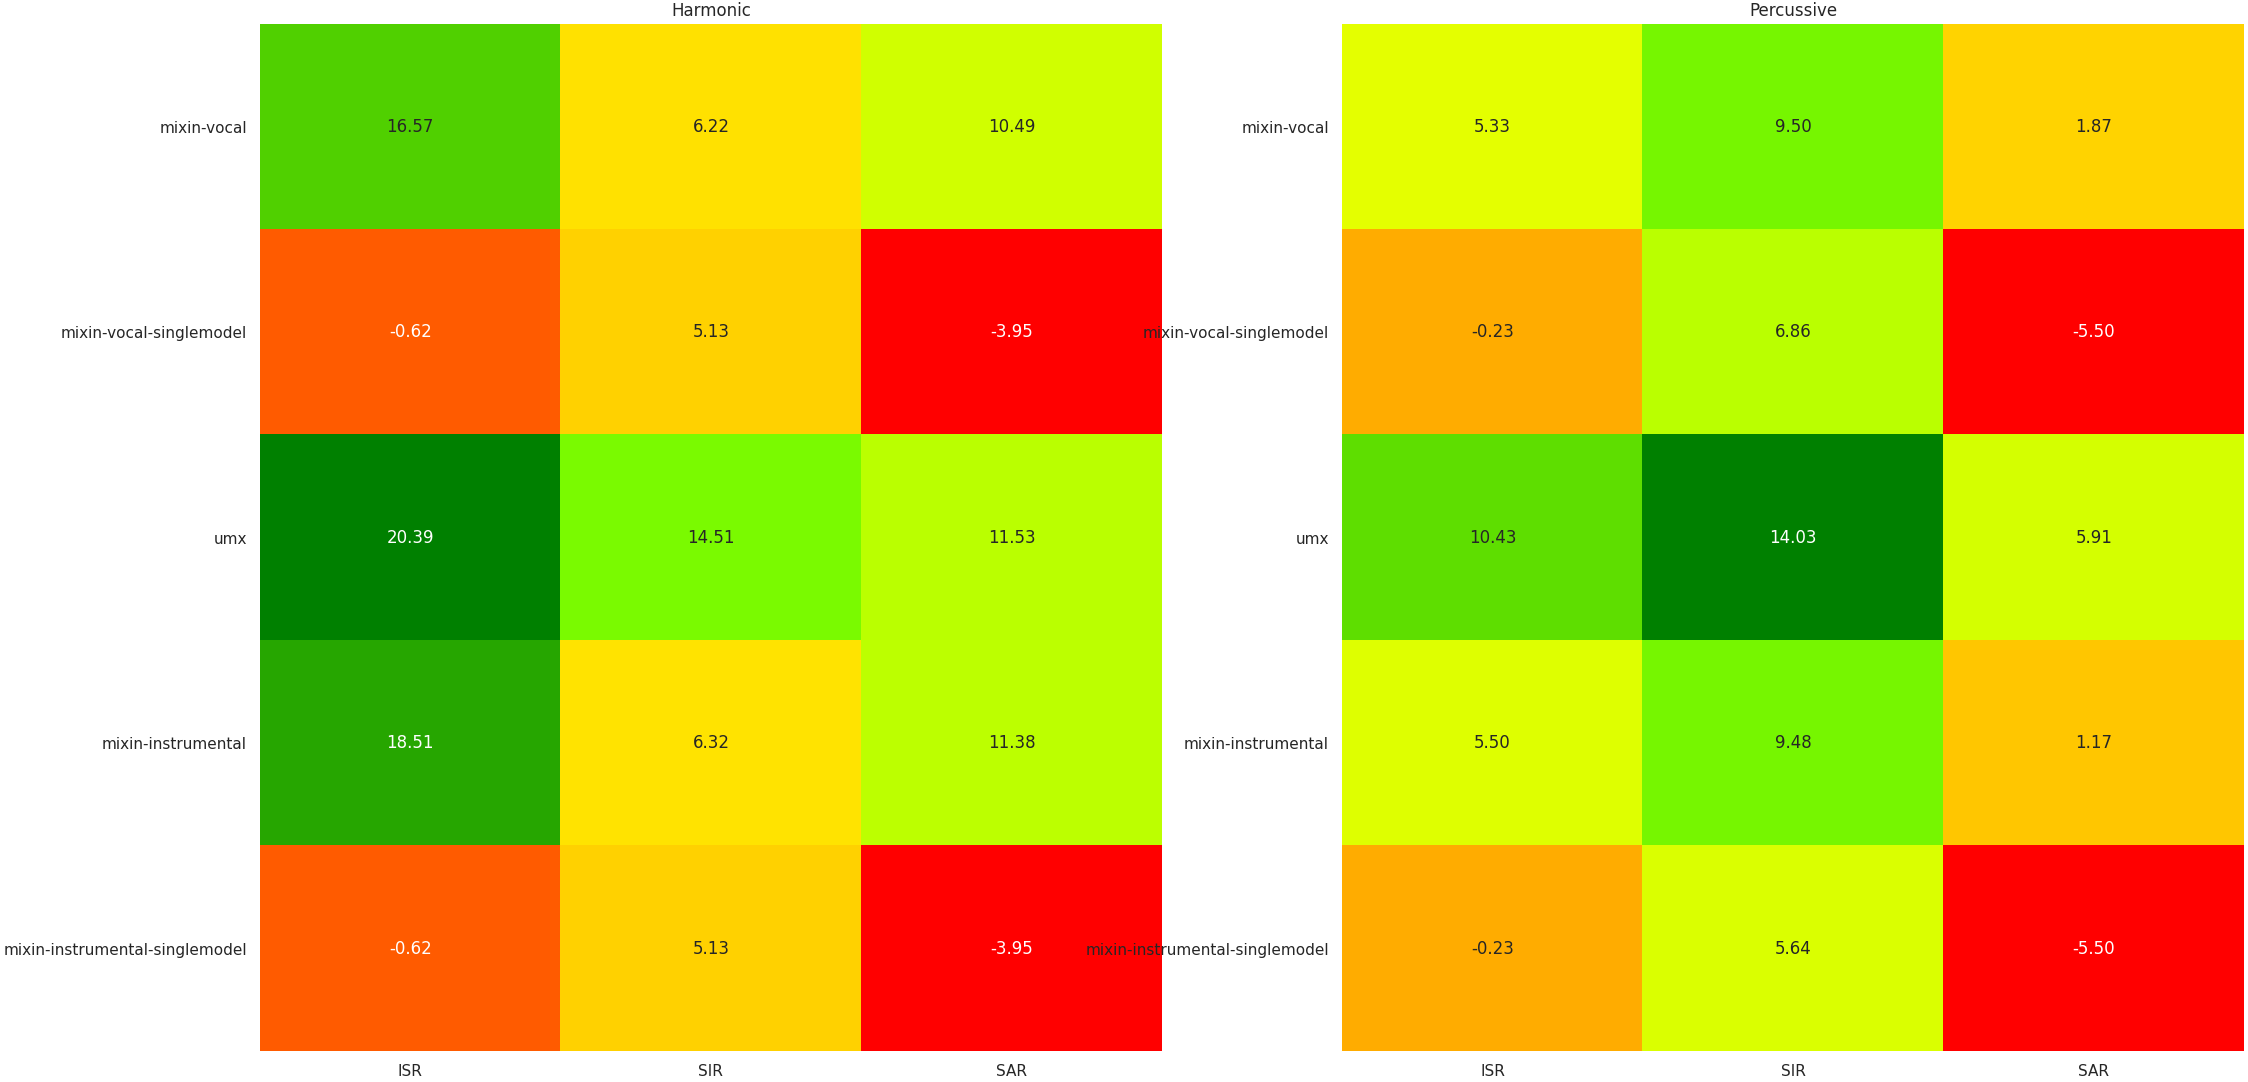 Harmonic
mixin-vocal 16.57 6.22 10.49
mixin-vocal-singlemodel -0.62 5.13 -3.95
umx 20.39 14.51 11.53
mixin-instrumental 18.51 6.32 11.38
mixin-instrumental-singlemodel -0.62 5.13 -3.95
ISR SIR SAR
Percussive
mixin-vocal 5.33 9.50 1.87
mixin-vocal-singlemodel -0.23 6.86 -5.50
umx 10.43 14.03 5.91
mixin-instrumental 5.50 9.48 1.17
mixin-instrumental-singlemodel -0.23 5.64 -5.50
ISR SIR SAR